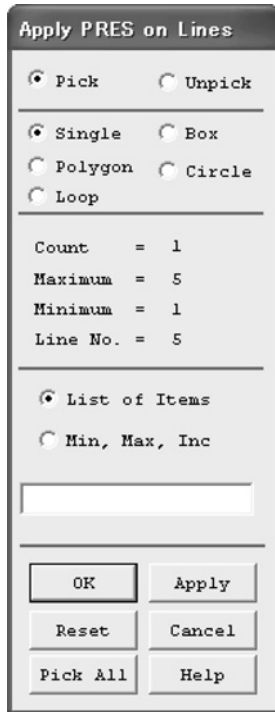 Apply PRES on Lines
Pick Unpick
Single Box
Polygon Circle
Loop
Count = 1
Maximum = 5
Minimum = 1
Line No. = 5
List of Items
Min, Max, Inc
OK Apply
Reset Cancel
Pick All Help